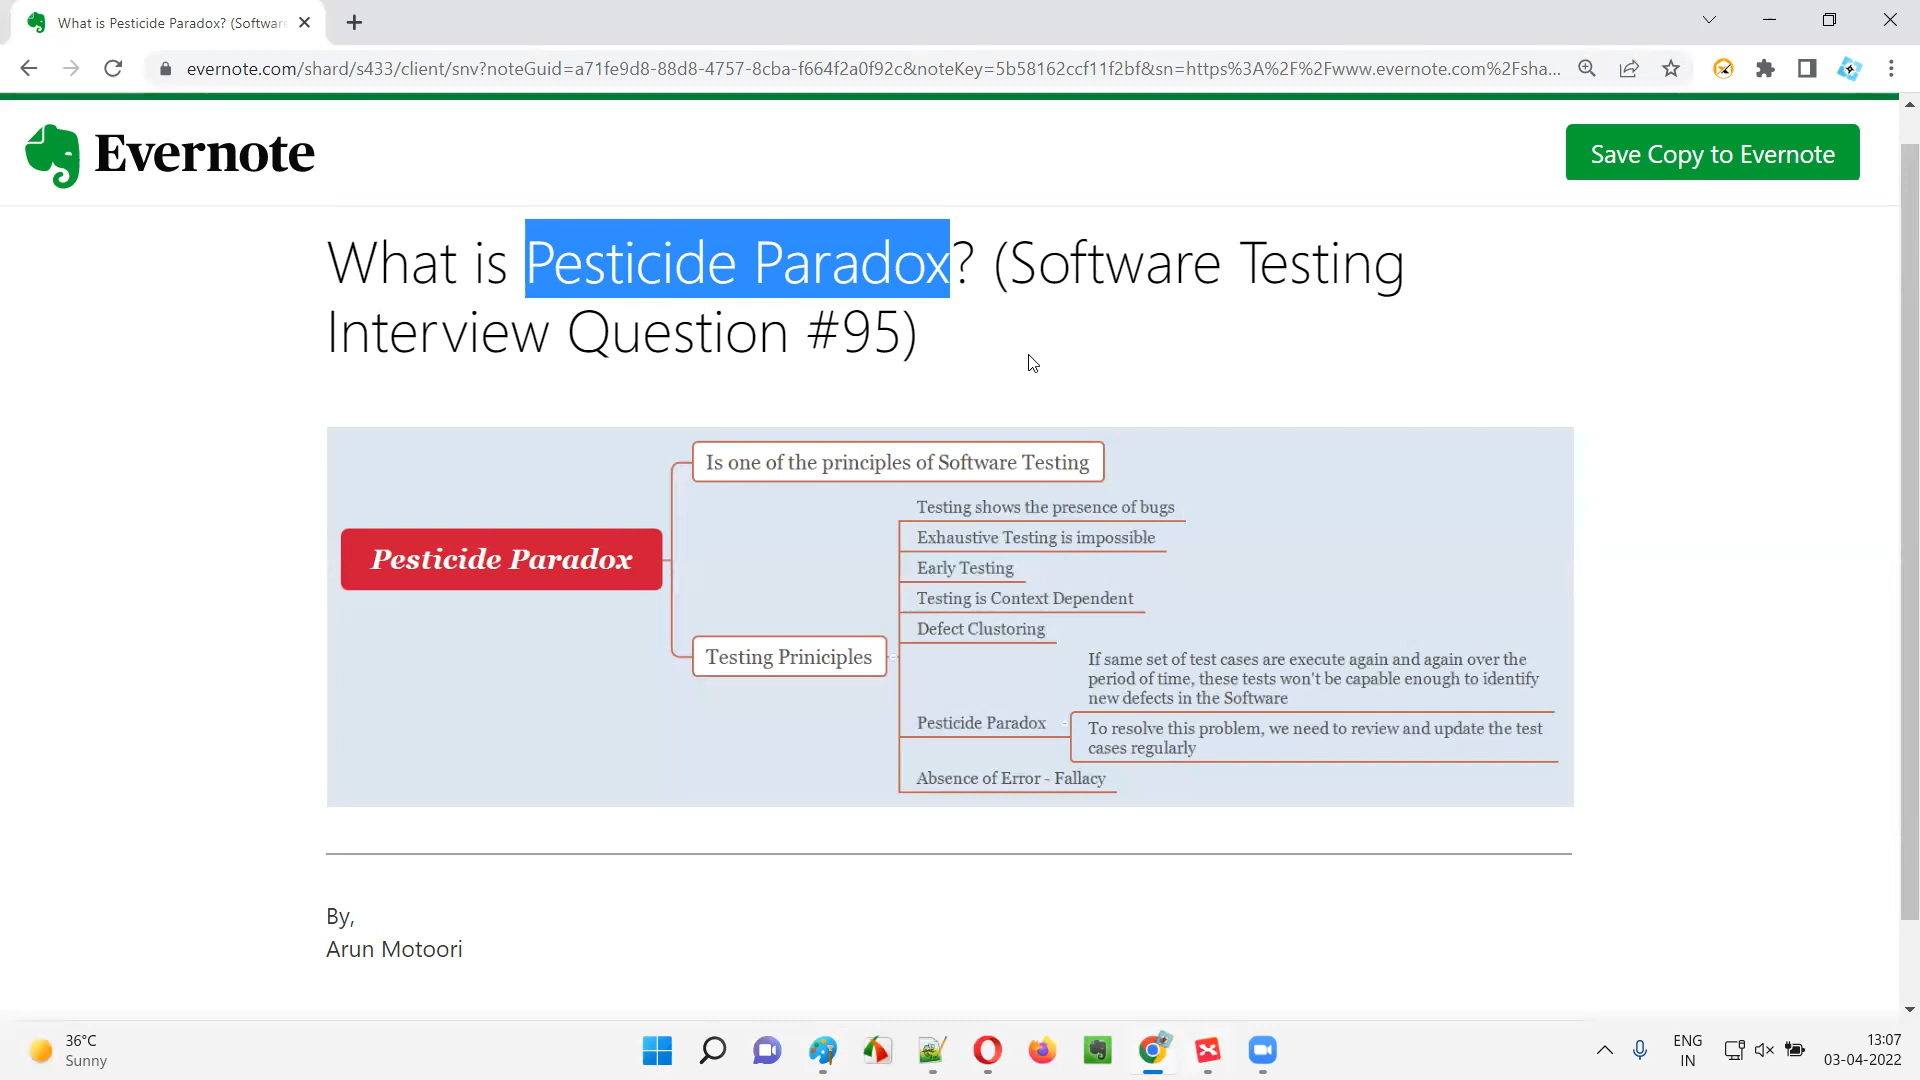 What is Pesticide Paradox? (Softwar
evernote.com/shard/s433/client/snv?noteGuid=a71fe9d8-88d8-4757-8cba-f664f2a0f92c&noteKey=5b58162ccf11f2bf&sn=https%3A%2F%2Fwww.evernote.com%2Fsha...
Evernote
Save Copy to Evernote
What is Pesticide Paradox? (Software Testing
Interview Question #95)
Is one of the principles of Software Testing
Pesticide Paradox
Testing Priniciples
Testing shows the presence of bugs
Exhaustive Testing is impossible
Early Testing
Testing is Context Dependent
Defect Clustoring
Pesticide Paradox
If same set of test cases are execute again and again over the
period of time, these tests won't be capable enough to identify
new defects in the Software
To resolve this problem, we need to review and update the test
cases regularly
Absence of Error - Fallacy
By,
Arun Motoori
36°C
Sunny
ENG
IN
13:07
03-04-2022